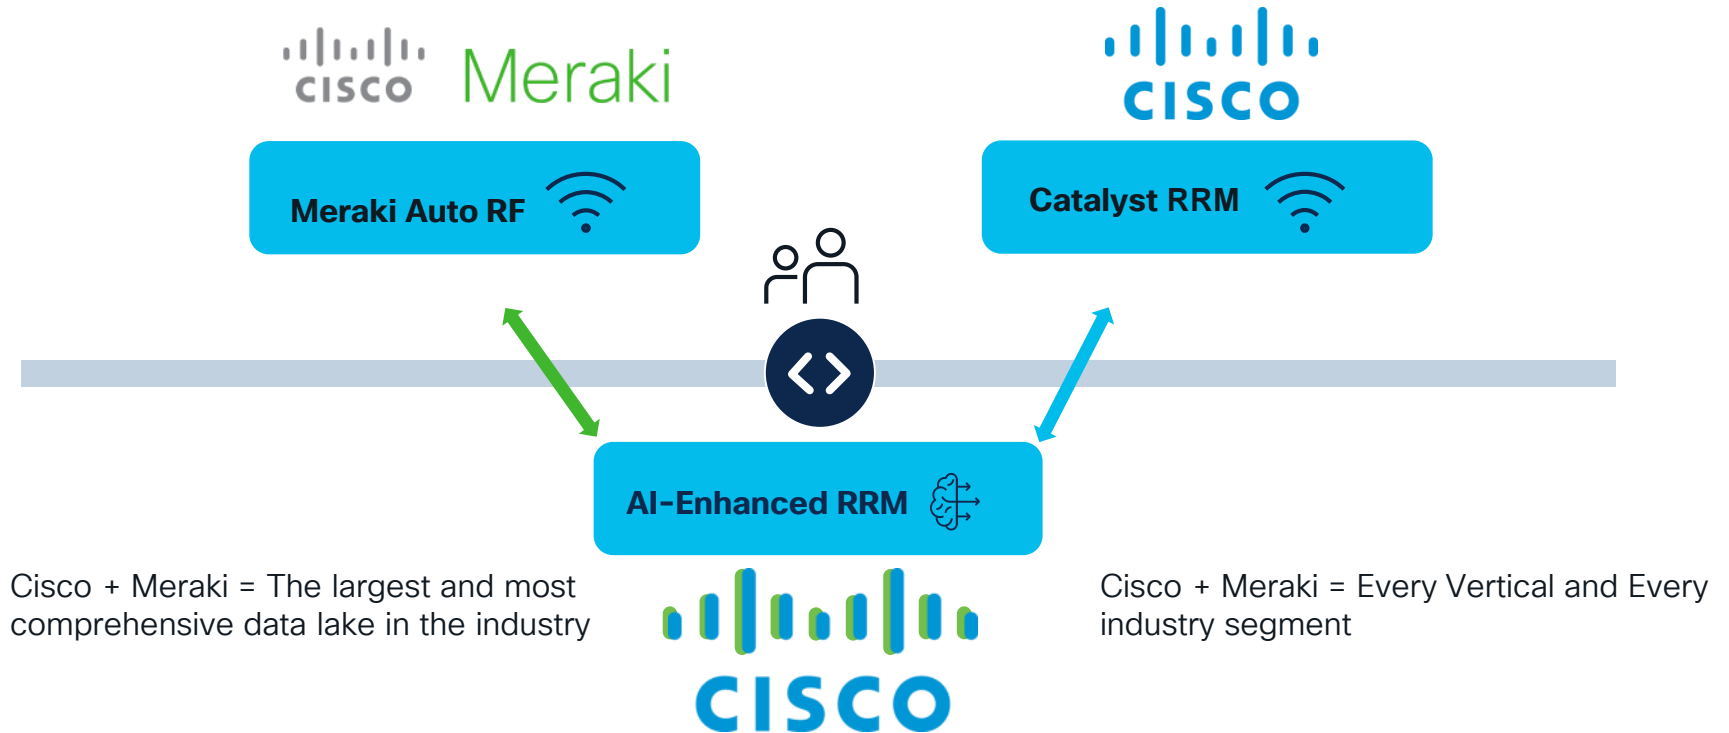 CISCO Meraki
CISCO
Meraki Auto RF
Catalyst RRM
AI-Enhanced RRM
Cisco + Meraki = The largest and most
comprehensive data lake in the industry
Cisco + Meraki = Every Vertical and Every
industry segment
CISCO